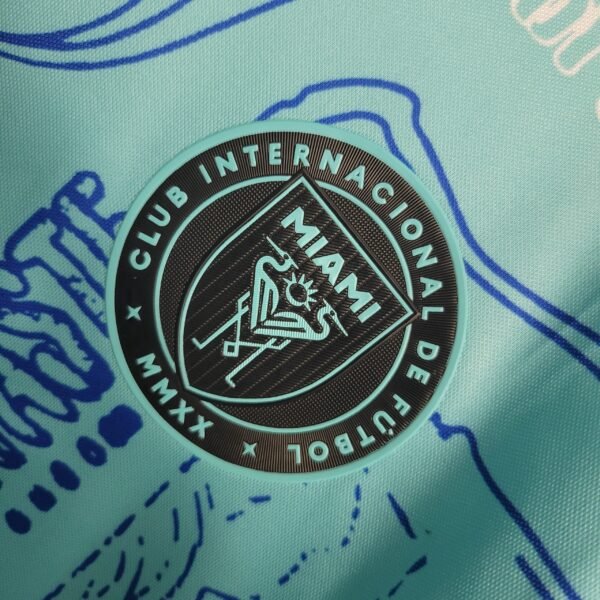 CLUB INTERNACIONAL DE FÚTBOL
MIAMI
MMXX